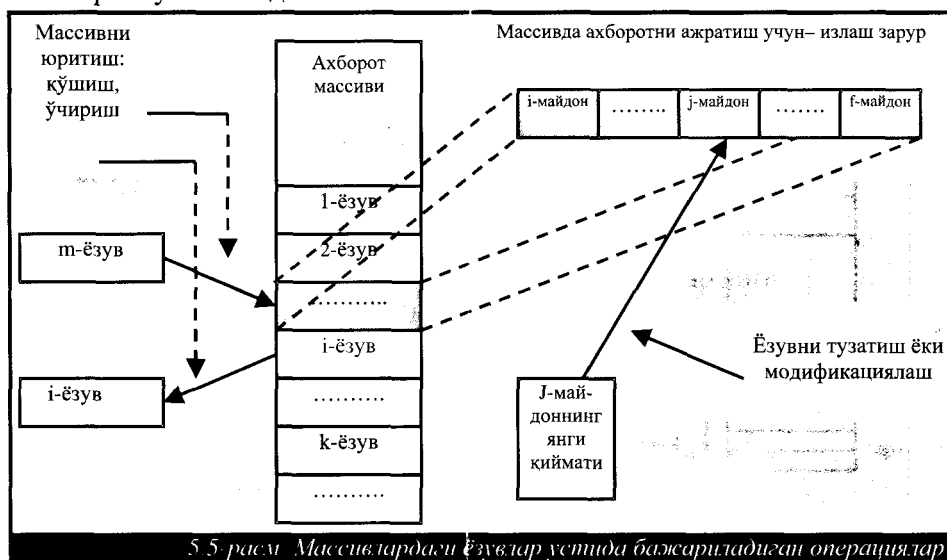 Массивни
юритиш:
қўшиш,
ўчириш
Ахборот
массиви
1-ёзув
2-ёзув
..........
i-ёзув
..........
k-ёзув
..........
m-ёзув
i-ёзув
Массивда ахборотни ажратиш учун– излаш зарур
i-майдон ........ j-майдон ....... f-майдон
J-май-
доннинг
янги
қиймати
Ёзувни тузатиш ёки
модификациялаш
5.5-расм Массивлардаги ёзувлар устида бажариладиган операциялар